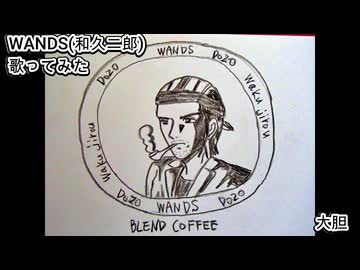 WANDS(和久二郎)
歌ってみた
DOZO WANDS DOZO
Waku jirou
Waku jirou
DOZO WANDS DOZO
BLEND COFFEE
大胆